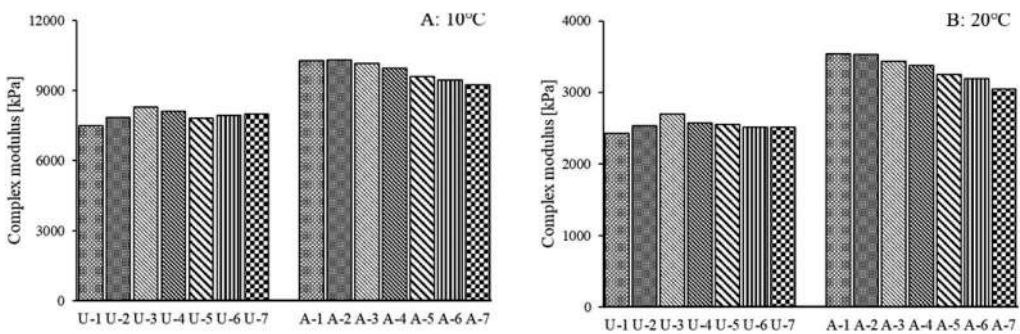 A: 10°C
Complex modulus [kPa]
12000
9000
6000
3000
0
U-1 U-2 U-3 U-4 U-5 U-6 U-7 A-1 A-2 A-3 A-4 A-5 A-6 A-7
B: 20°C
Complex modulus [kPa]
4000
3000
2000
1000
0
U-1 U-2 U-3 U-4 U-5 U-6 U-7 A-1 A-2 A-3 A-4 A-5 A-6 A-7